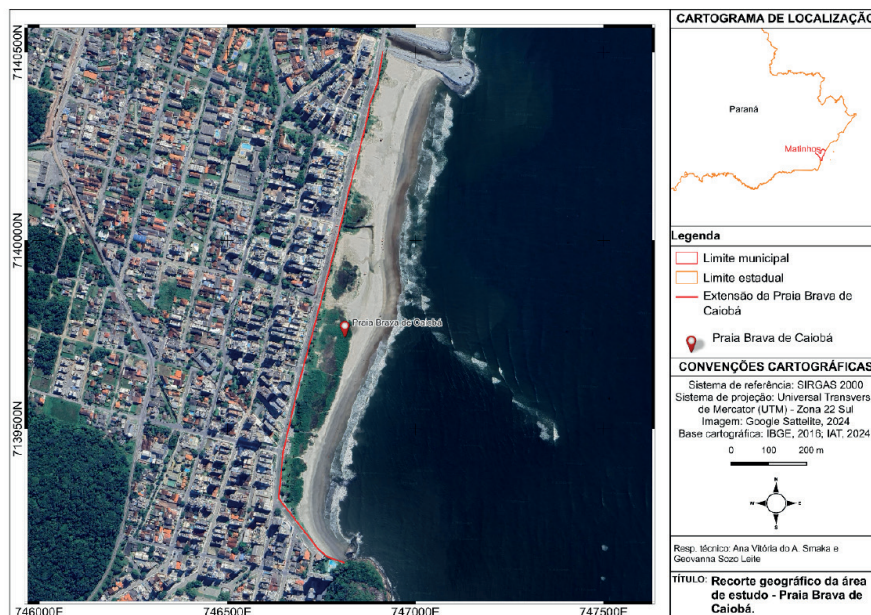 7140500N
7140000N
7139500N
746000E
746500E
747000E
747500E
Praia Brava de Caiobá
CARTOGRAMA DE LOCALIZAÇÃO
Paraná
Matinhos
Legenda
Limite municipal
Limite estadual
Extensão da Praia Brava de
Caiobá
Praia Brava de Caiobá
CONVENÇÕES CARTOGRÁFICAS
Sistema de referência: SIRGAS 2000
Sistema de projeção: Universal Transvers
de Mercator (UTM) - Zona 22 Sul
Imagem: Google Sattelite, 2024
Base cartográfica: IBGE, 2016; IAT, 2024
0 100 200 m
N
E
S
Resp. técnico: Ana Vitória do A. Smaka e
Geovanna Sozo Leite
TÍTULO: Recorte geográfico da área
de estudo - Praia Brava de
Caiobá.